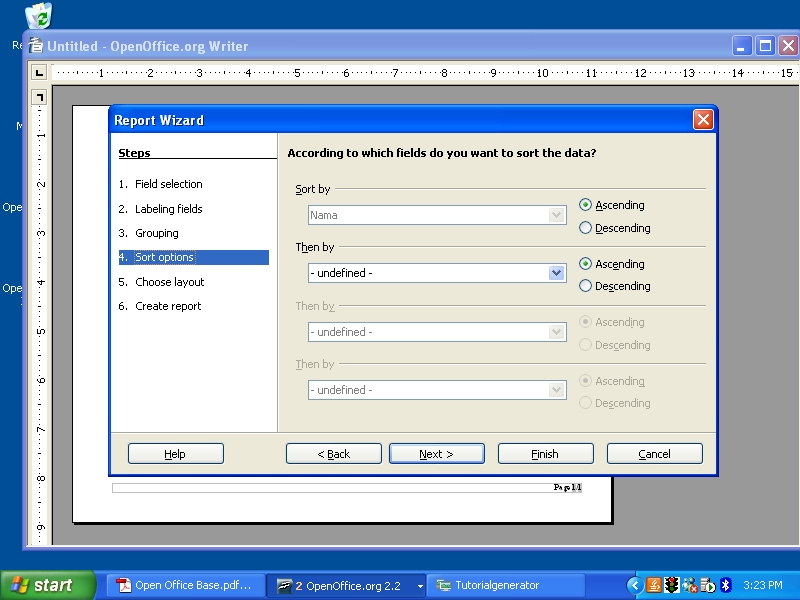 Re
Untitled - OpenOffice.org Writer
1 2 3 4 5 6 7 8 9 10 11 12 13 14 15
M
Ope
Ope
1
2
3
4
5
6
7
8
9
Report Wizard
Steps
1. Field selection
2. Labeling fields
3. Grouping
4. Sort options
5. Choose layout
6. Create report
According to which fields do you want to sort the data?
Sort by
Nama
Ascending
Descending
Then by
- undefined -
Ascending
Descending
Then by
- undefined -
Ascending
Descending
Then by
- undefined -
Ascending
Descending
Help
< Back
Next >
Finish
Cancel
Page 1/1
start
Open Office Base.pdf...
2 OpenOffice.org 2.2
Tutorialgenerator
3:23 PM